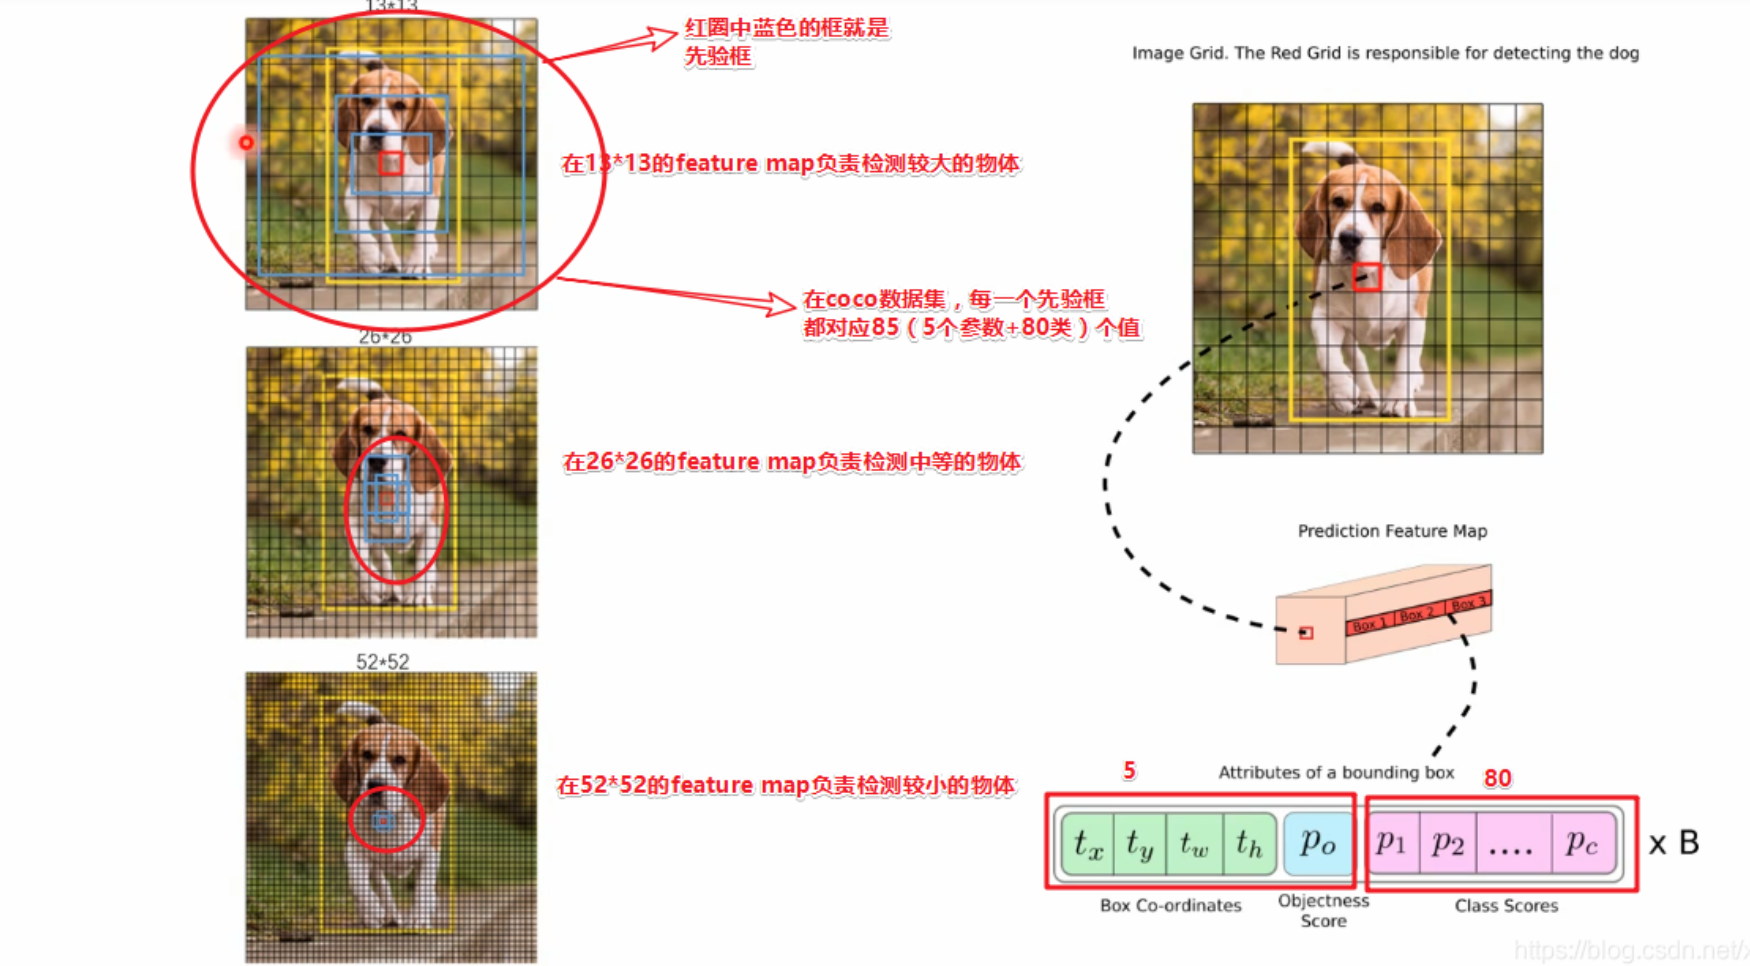 13*13
红圈中蓝色的框就是
先验框
在13*13的feature map负责检测较大的物体
在coco数据集，每一个先验框
都对应85（5个参数+80类）个值
26*26
在26*26的feature map负责检测中等的物体
52*52
在52*52的feature map负责检测较小的物体
Image Grid. The Red Grid is responsible for detecting the dog
Prediction Feature Map
Box 1 Box 2 Box 3
5
Attributes of a bounding box
80
tx ty tw th po p1 p2 .... pc x B
Box Co-ordinates
Objectness
Score
Class Scores
https://blog.csdn.net/